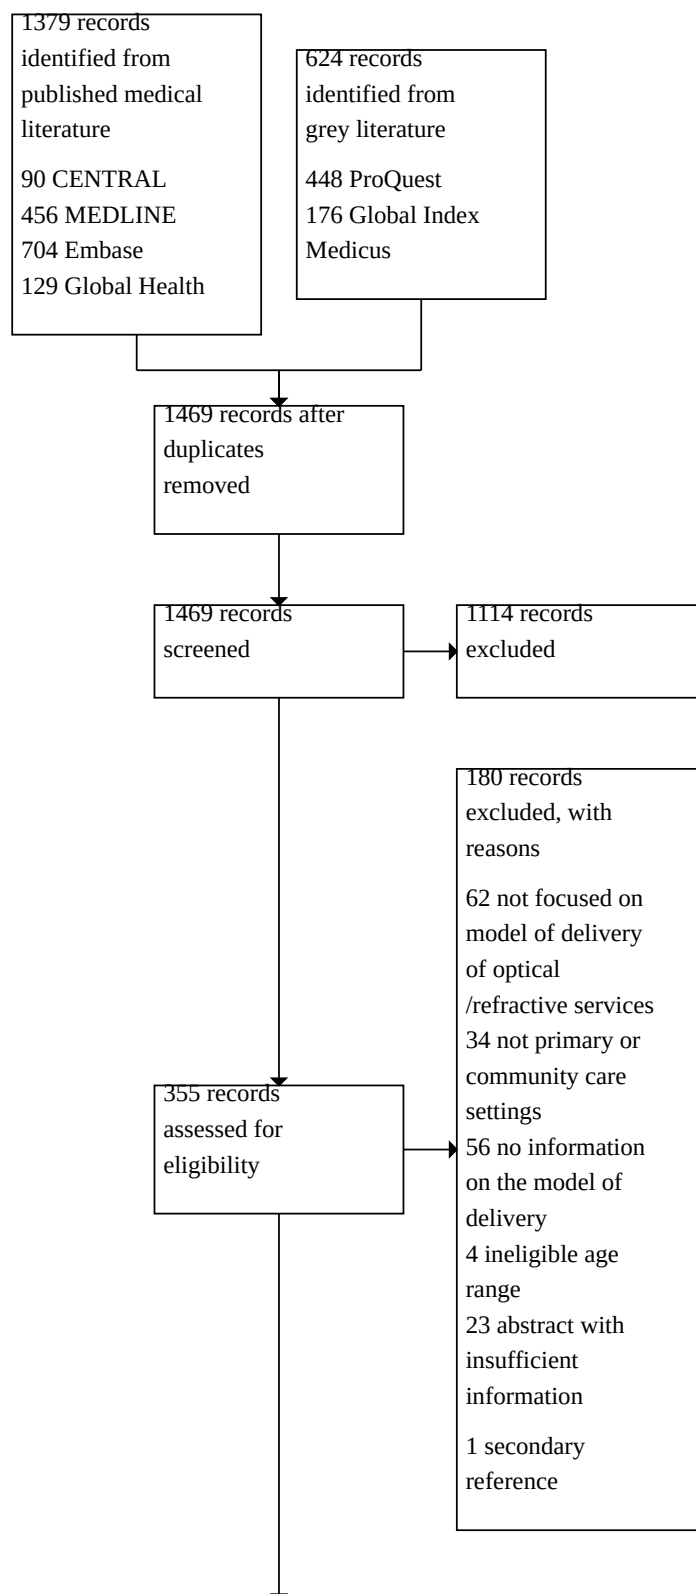 1379 records
identified from
published medical
literature
90 CENTRAL
456 MEDLINE
704 Embase
129 Global Health
624 records
identified from
grey literature
448 ProQuest
176 Global Index
Medicus
1469 records after
duplicates
removed
1469 records
screened
1114 records
excluded
355 records
assessed for
eligibility
180 records
excluded, with
reasons
62 not focused on
model of delivery
of optical
/refractive services
34 not primary or
community care
settings
56 no information
on the model of
delivery
4 ineligible age
range
23 abstract with
insufficient
information
1 secondary
reference